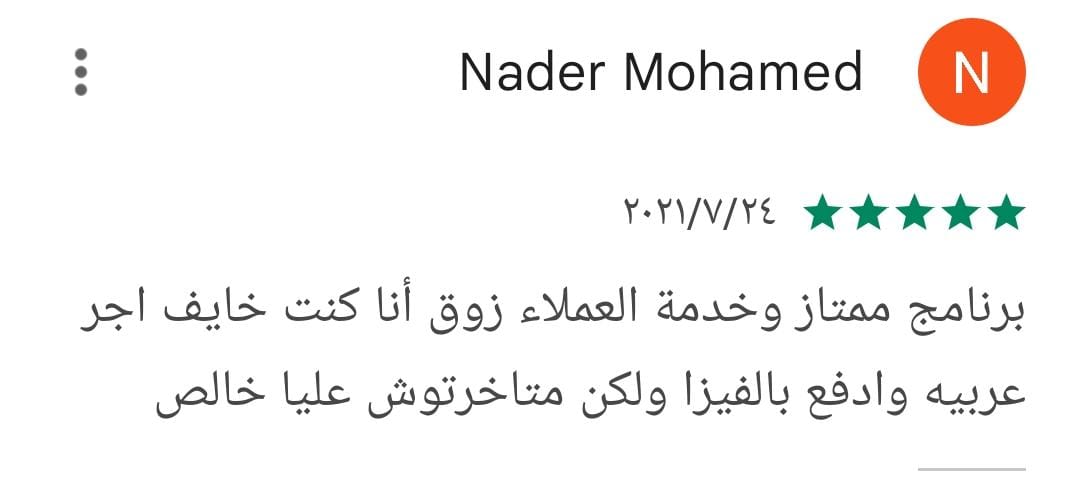 Nader Mohamed
N
٢٠٢١/٧/٢٤
برنامج ممتاز وخدمة العملاء زوق أنا كنت خايف اجر
عربيه وادفع بالفيزا ولكن متاخرتوش عليا خالص